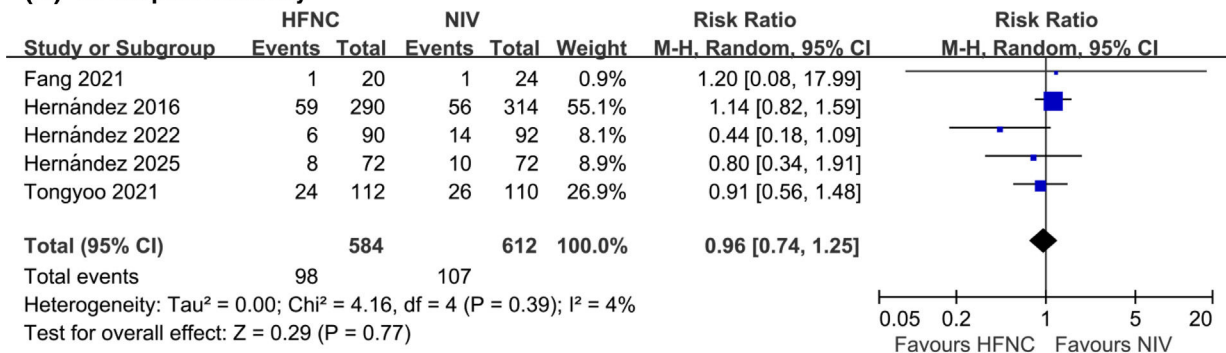 HFNC NIV Risk Ratio Risk Ratio
Study or Subgroup Events Total Events Total Weight M-H, Random, 95% CI M-H, Random, 95% CI
Fang 2021 1 20 1 24 0.9% 1.20 [0.08, 17.99]
Hernández 2016 59 290 56 314 55.1% 1.14 [0.82, 1.59]
Hernández 2022 6 90 14 92 8.1% 0.44 [0.18, 1.09]
Hernández 2025 8 72 10 72 8.9% 0.80 [0.34, 1.91]
Tongyoo 2021 24 112 26 110 26.9% 0.91 [0.56, 1.48]
Total (95% CI) 584 612 100.0% 0.96 [0.74, 1.25]
Total events 98 107
Heterogeneity: Tau² = 0.00; Chi² = 4.16, df = 4 (P = 0.39); I² = 4%
Test for overall effect: Z = 0.29 (P = 0.77)
0.05 0.2 1 5 20
Favours HFNC Favours NIV